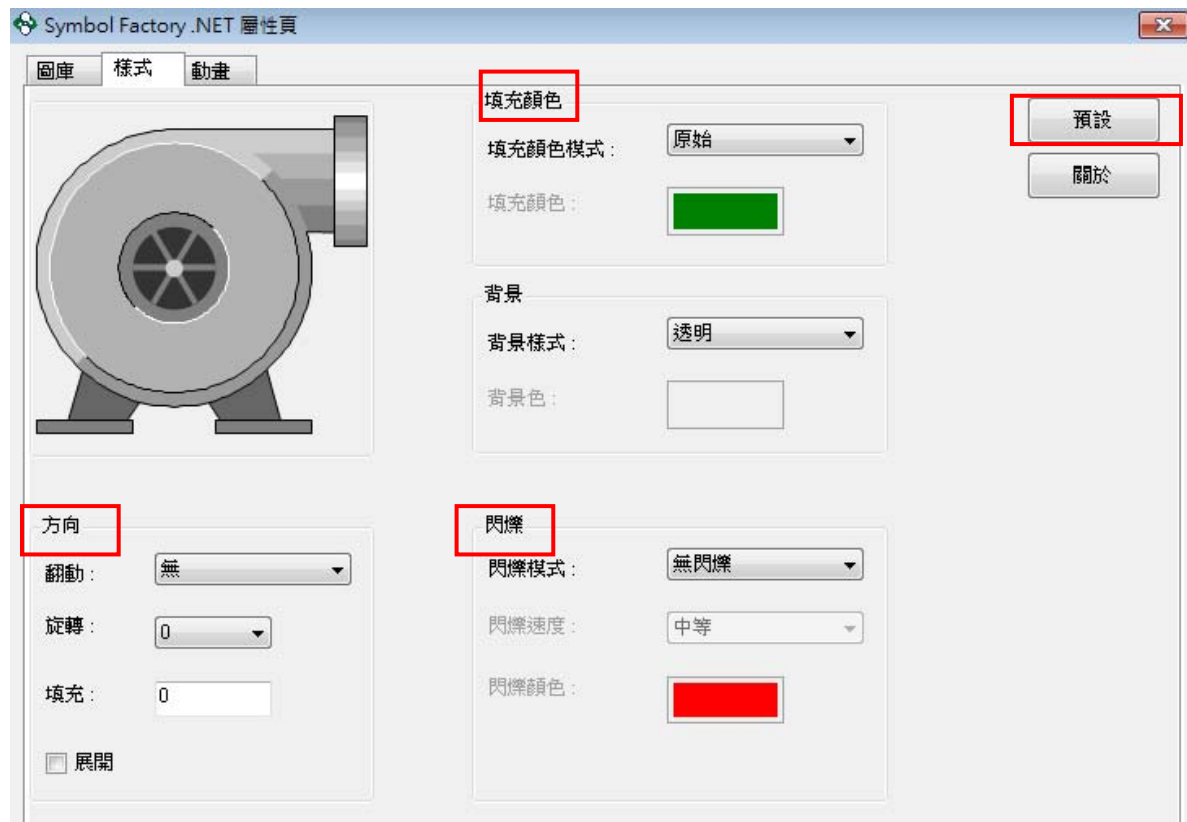 Symbol Factory .NET 屬性頁
圖庫 樣式 動畫
填充顏色
填充顏色模式 : 原始
填充顏色 :
預設
關於
背景
背景樣式 : 透明
背景色 :
方向
翻動 : 無
旋轉 : 0
填充 : 0
展開
閃爍
閃爍模式 : 無閃爍
閃爍速度 : 中等
閃爍顏色 :